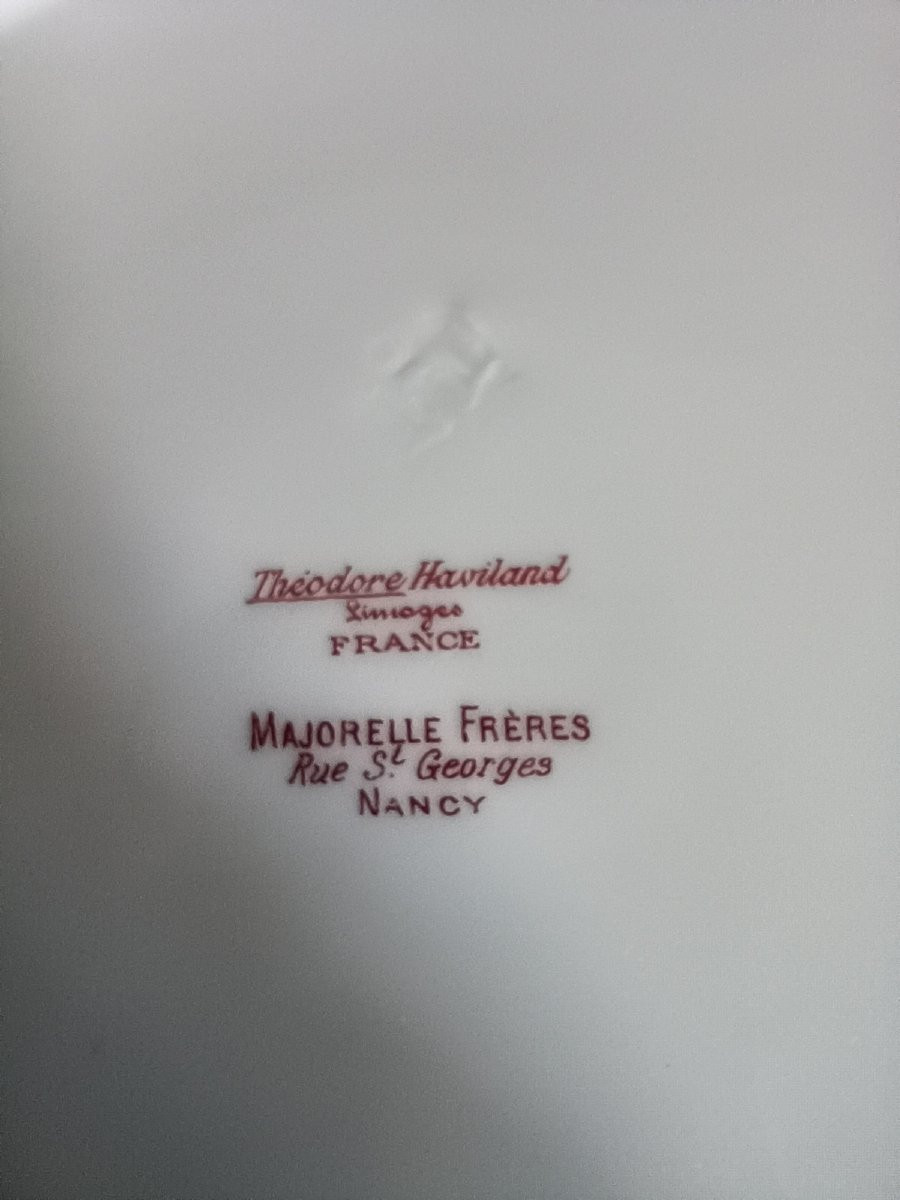 Théodore Haviland
Limoges
FRANCE
MAJORELLE FRÈRES
Rue St. Georges
NANCY